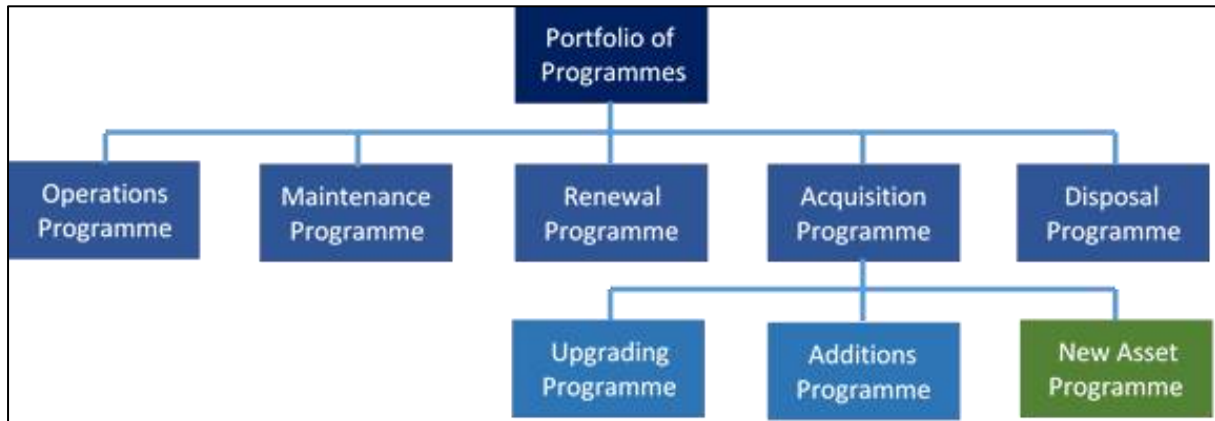 Portfolio of
Programmes
Operations
Programme
Maintenance
Programme
Renewal
Programme
Acquisition
Programme
Disposal
Programme
Upgrading
Programme
Additions
Programme
New Asset
Programme